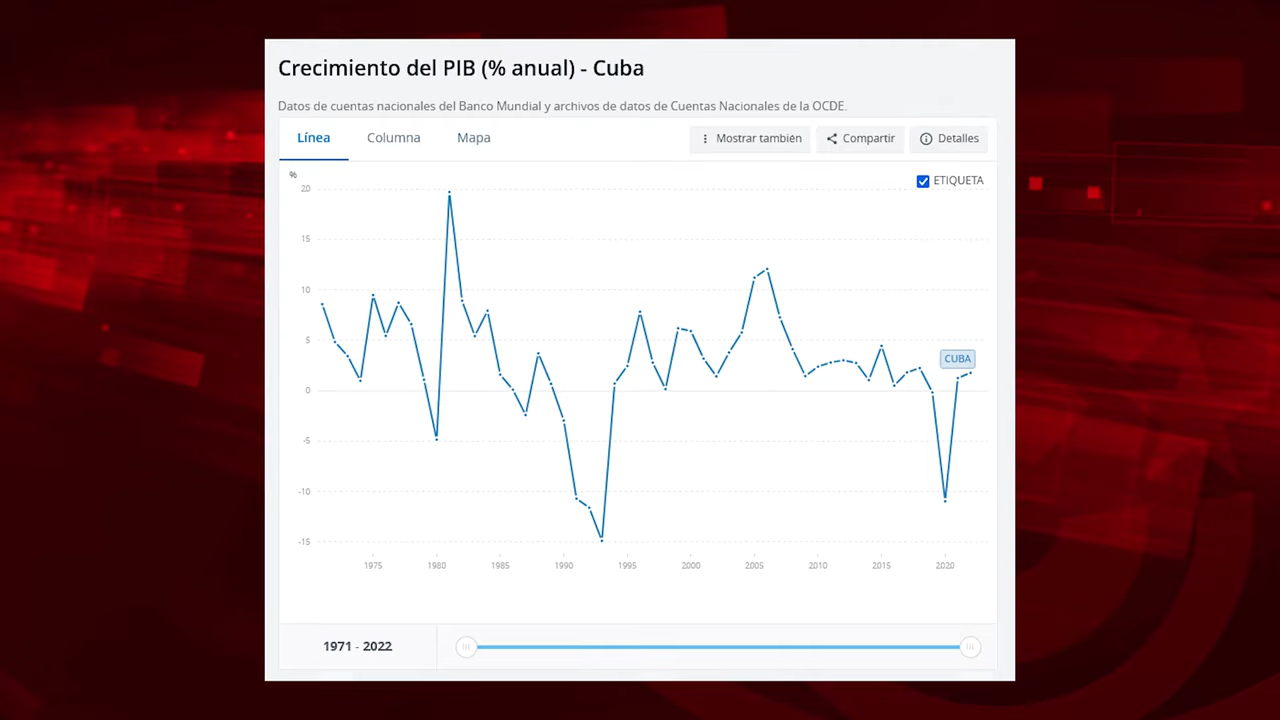 Crecimiento del PIB (% anual) - Cuba
Datos de cuentas nacionales del Banco Mundial y archivos de datos de Cuentas Nacionales de la OCDE.
Línea Columna Mapa Mostrar también Compartir Detalles
%
ETIQUETA
20
15
10
5
CUBA
0
-5
-10
-15
1975 1980 1985 1990 1995 2000 2005 2010 2015 2020
1971 - 2022